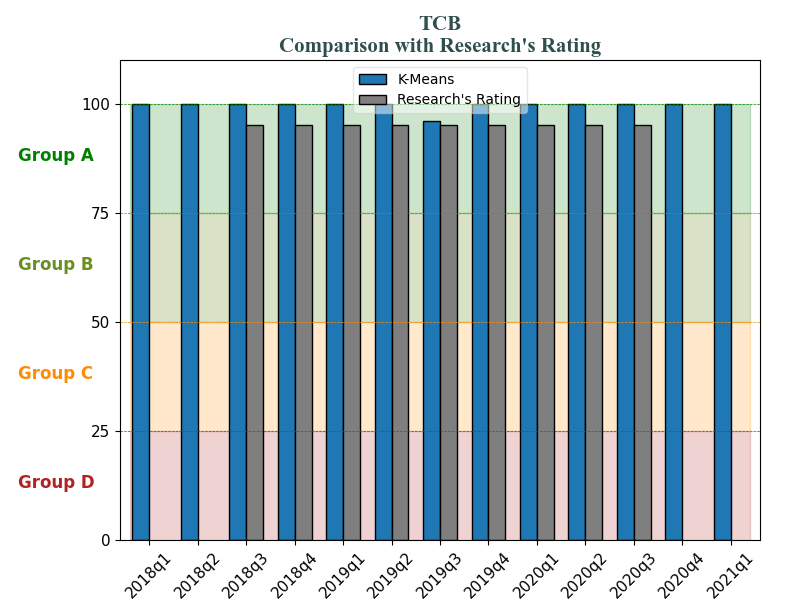 TCB
Comparison with Research's Rating
K-Means
Research's Rating
100
Group A
75
Group B
50
Group C
25
Group D
0
2018q1 2018q2 2018q3 2018q4 2019q1 2019q2 2019q3 2019q4 2020q1 2020q2 2020q3 2020q4 2021q1